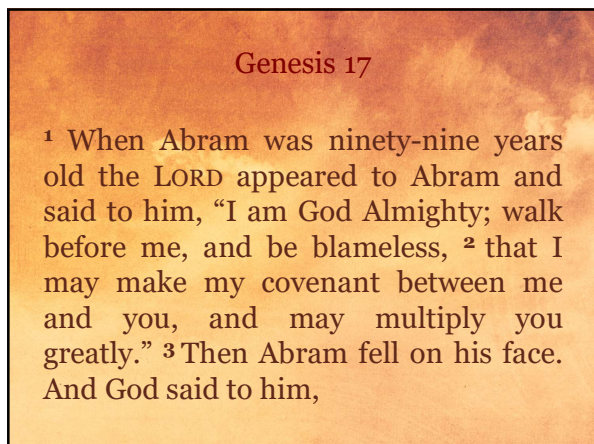 Genesis 17
¹ When Abram was ninety-nine years
old the LORD appeared to Abram and
said to him, “I am God Almighty; walk
before me, and be blameless, ² that I
may make my covenant between me
and you, and may multiply you
greatly.” ³ Then Abram fell on his face.
And God said to him,